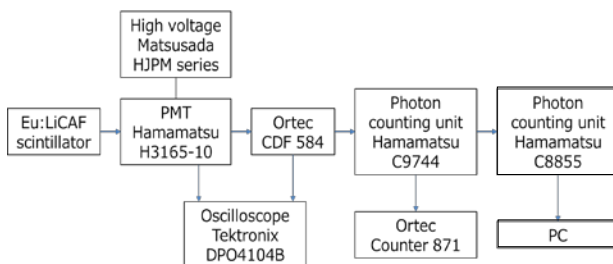 High voltage
Matsusada
HJPM series
Eu:LiCAF
scintillator
PMT
Hamamatsu
H3165-10
Ortec
CDF 584
Photon
counting unit
Hamamatsu
C9744
Photon
counting unit
Hamamatsu
C8855
Oscilloscope
Tektronix
DPO4104B
Ortec
Counter 871
PC